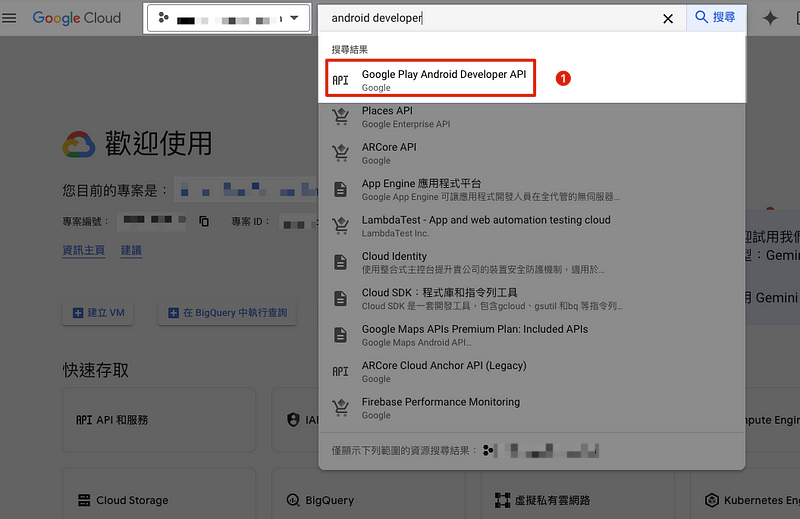 Google Cloud
android developer
搜尋
搜尋結果
API
Google Play Android Developer API
Google
1
Places API
Google Enterprise API
ARCore API
Google
App Engine 應用程式平台
Google App Engine 可讓應用程式開發人員在全代管的無伺服器...
LambdaTest - App and web automation testing cloud
LambdaTest Inc.
Cloud Identity
使用整合式主控台提升貴公司的裝置安全防護機制，適用於...
Cloud SDK：程式庫和指令列工具
Cloud SDK 是一套開發工具，包含gcloud、gsutil 和bq 等指令列...
Google Maps APIs Premium Plan: Included APIs
Google Maps Android API...
API
ARCore Cloud Anchor API (Legacy)
Google
Firebase Performance Monitoring
Google
僅顯示下列範圍的資源搜尋結果：
歡迎使用
您目前的專案是：
專案編號：
專案 ID：
資訊主頁
建議
迎試用我們
型：Gemini
用 Gemini
建立 VM
在 BigQuery 中執行查詢
快速存取
API API 和服務
IAM
pute Engin
Cloud Storage
BigQuery
虛擬私有雲網路
Kubernetes Eng